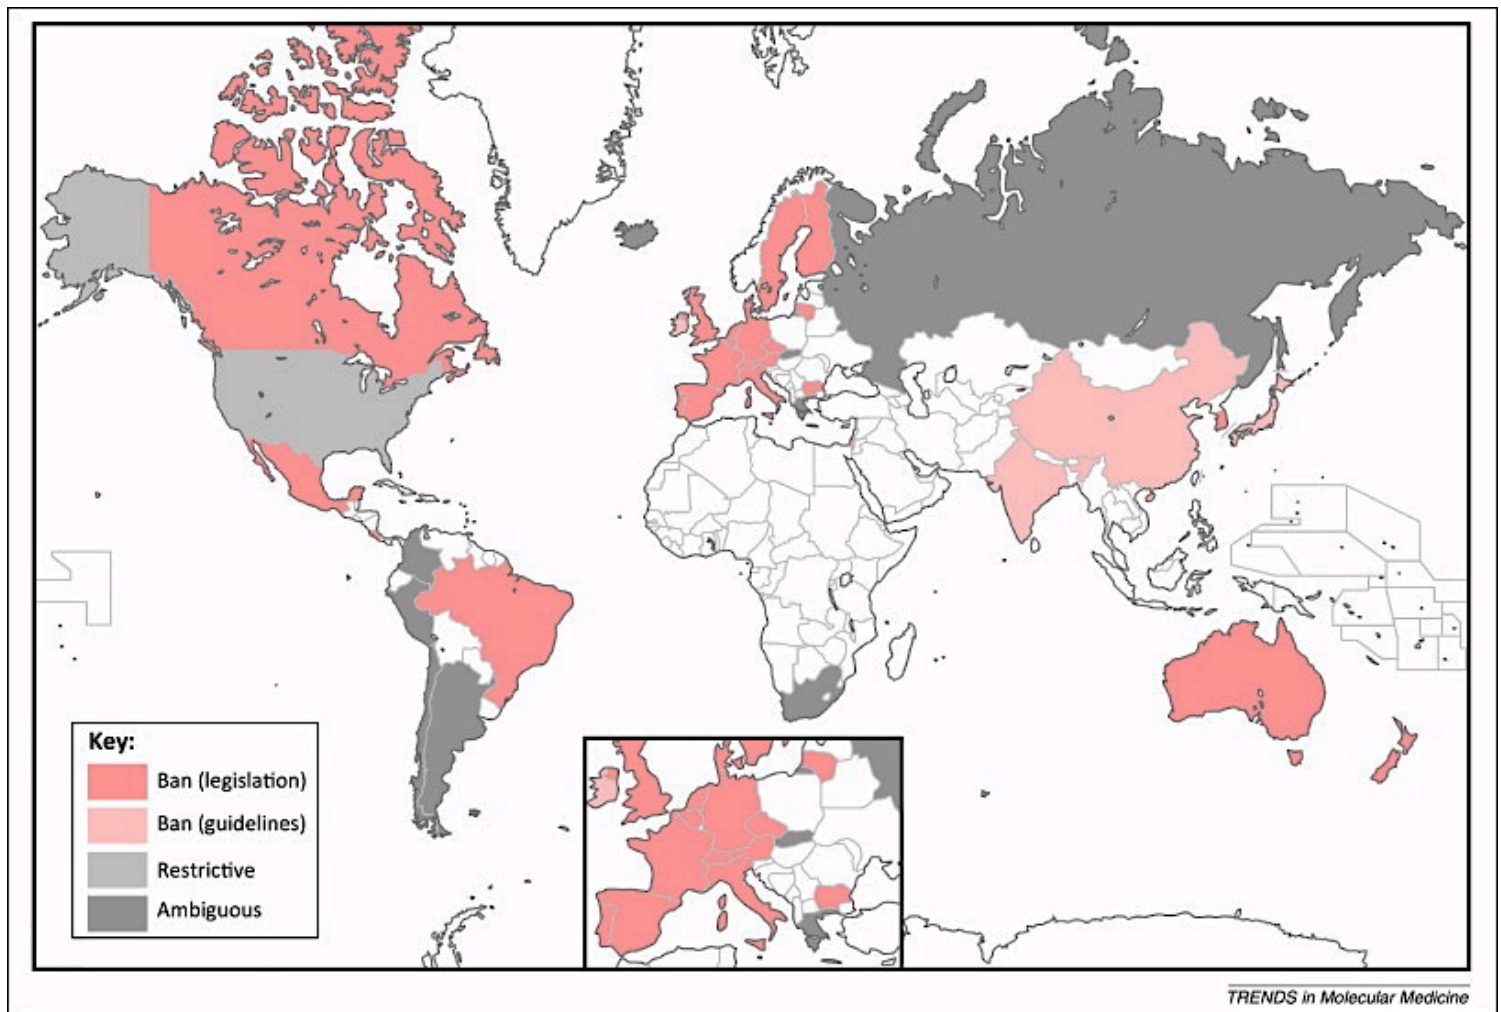 Key:
Ban (legislation)
Ban (guidelines)
Restrictive
Ambiguous
TRENDS in Molecular Medicine